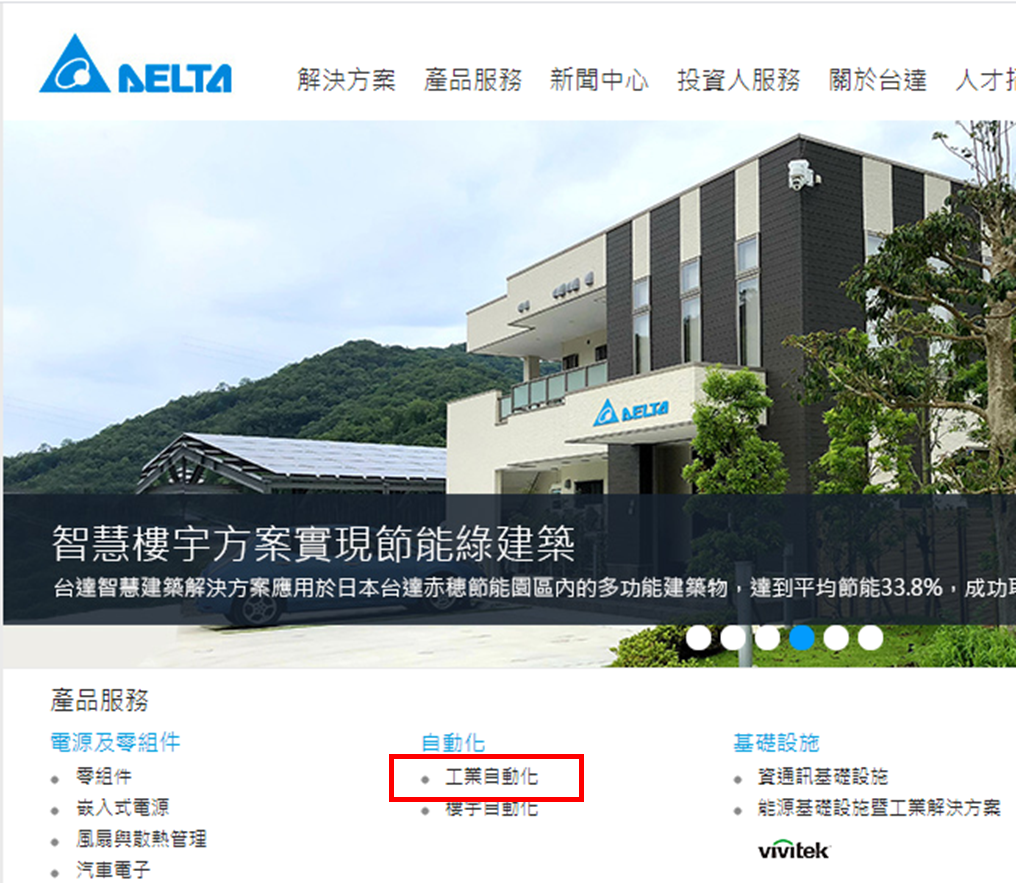 DELTA
解決方案 產品服務 新聞中心 投資人服務 關於台達 人才招
DELTA
智慧樓宇方案實現節能綠建築
台達智慧建築解決方案應用於日本台達赤穗節能園區內的多功能建築物，達到平均節能33.8%，成功取
產品服務
電源及零組件
零組件
嵌入式電源
風扇與散熱管理
汽車電子
自動化
工業自動化
樓宇自動化
基礎設施
資通訊基礎設施
能源基礎設施暨工業解決方案
vivitek